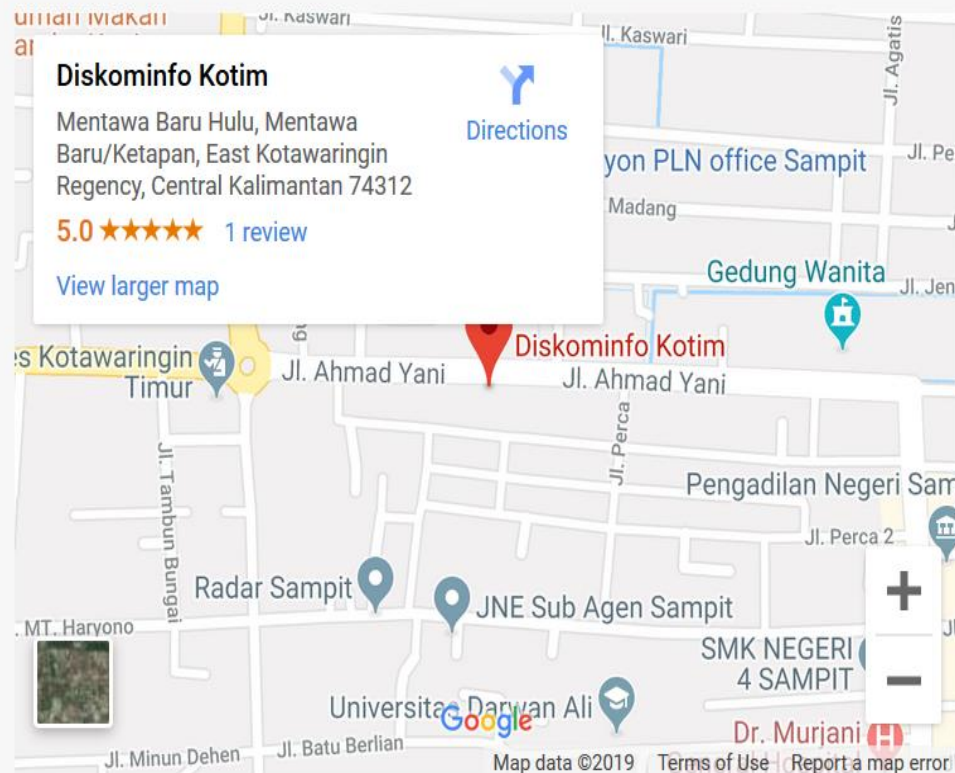 uman Makan
Jl. Kaswari
Jl. Kaswari
Jl. Agatis
Diskominfo Kotim
Mentawa Baru Hulu, Mentawa
Baru/Ketapan, East Kotawaringin
Regency, Central Kalimantan 74312
5.0 ★★★★★ 1 review
View larger map
Directions
yon PLN office Sampit
Jl. Pe
Madang
Gedung Wanita
Jl. Jen
Diskominfo Kotim
s Kotawaringin
Timur
Jl. Ahmad Yani
Jl. Ahmad Yani
Jl. Perca
Jl. Tambun Bungai
Pengadilan Negeri Sam
Jl. Perca 2
Radar Sampit
JNE Sub Agen Sampit
. MT. Haryono
SMK NEGERI
4 SAMPIT
Universitas Darwan Ali
Google
Dr. Murjani
Jl. Minun Dehen
Jl. Batu Berlian
Map data ©2019 Terms of Use Report a map error